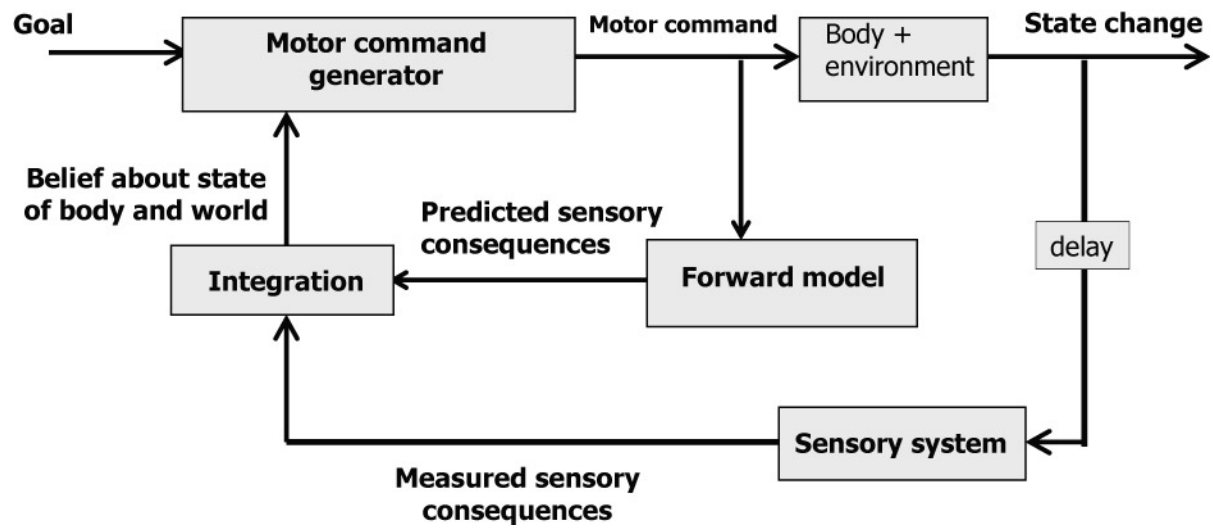 Goal
Motor command
generator
Motor command
Body +
environment
State change
Belief about state
of body and world
Predicted sensory
consequences
delay
Integration
Forward model
Sensory system
Measured sensory
consequences